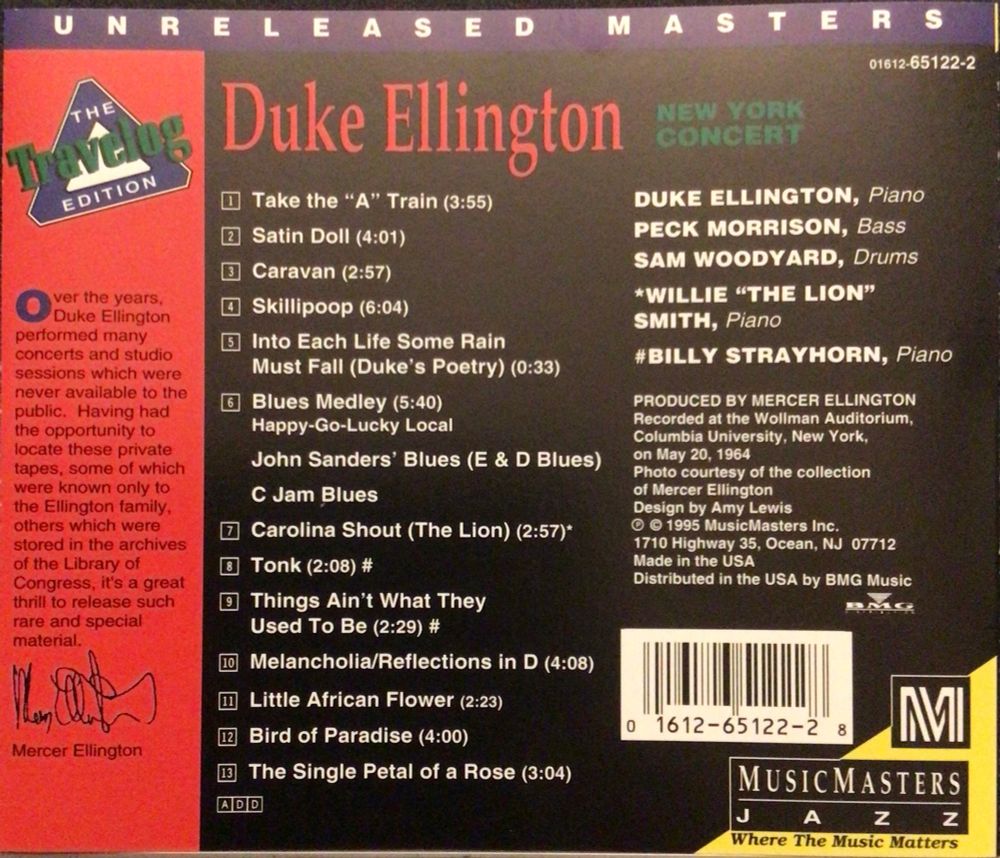 UNRELEASED MASTERS
01612-65122-2
THE
Travelog
EDITION
Duke Ellington
NEW YORK
CONCERT
1 Take the “A” Train (3:55)
2 Satin Doll (4:01)
3 Caravan (2:57)
4 Skillipoop (6:04)
5 Into Each Life Some Rain
Must Fall (Duke’s Poetry) (0:33)
6 Blues Medley (5:40)
Happy-Go-Lucky Local
John Sanders’ Blues (E & D Blues)
C Jam Blues
7 Carolina Shout (The Lion) (2:57)*
8 Tonk (2:08) #
9 Things Ain’t What They
Used To Be (2:29) #
10 Melancholia/Reflections in D (4:08)
11 Little African Flower (2:23)
12 Bird of Paradise (4:00)
13 The Single Petal of a Rose (3:04)
ADD
DUKE ELLINGTON, Piano
PECK MORRISON, Bass
SAM WOODYARD, Drums
*WILLIE “THE LION”
SMITH, Piano
#BILLY STRAYHORN, Piano
PRODUCED BY MERCER ELLINGTON
Recorded at the Wollman Auditorium,
Columbia University, New York,
on May 20, 1964
Photo courtesy of the collection
of Mercer Ellington
Design by Amy Lewis
℗ © 1995 MusicMasters Inc.
1710 Highway 35, Ocean, NJ 07712
Made in the USA
Distributed in the USA by BMG Music
BMG
Over the years,
Duke Ellington
performed many
concerts and studio
sessions which were
never available to the
public. Having had
the opportunity to
locate these private
tapes, some of which
were known only to
the Ellington family,
others which were
stored in the archives
of the Library of
Congress, it's a great
thrill to release such
rare and special
material.
Mercer Ellington
0 1612-65122-2 8
MM
MUSICMASTERS
JAZZ
Where The Music Matters